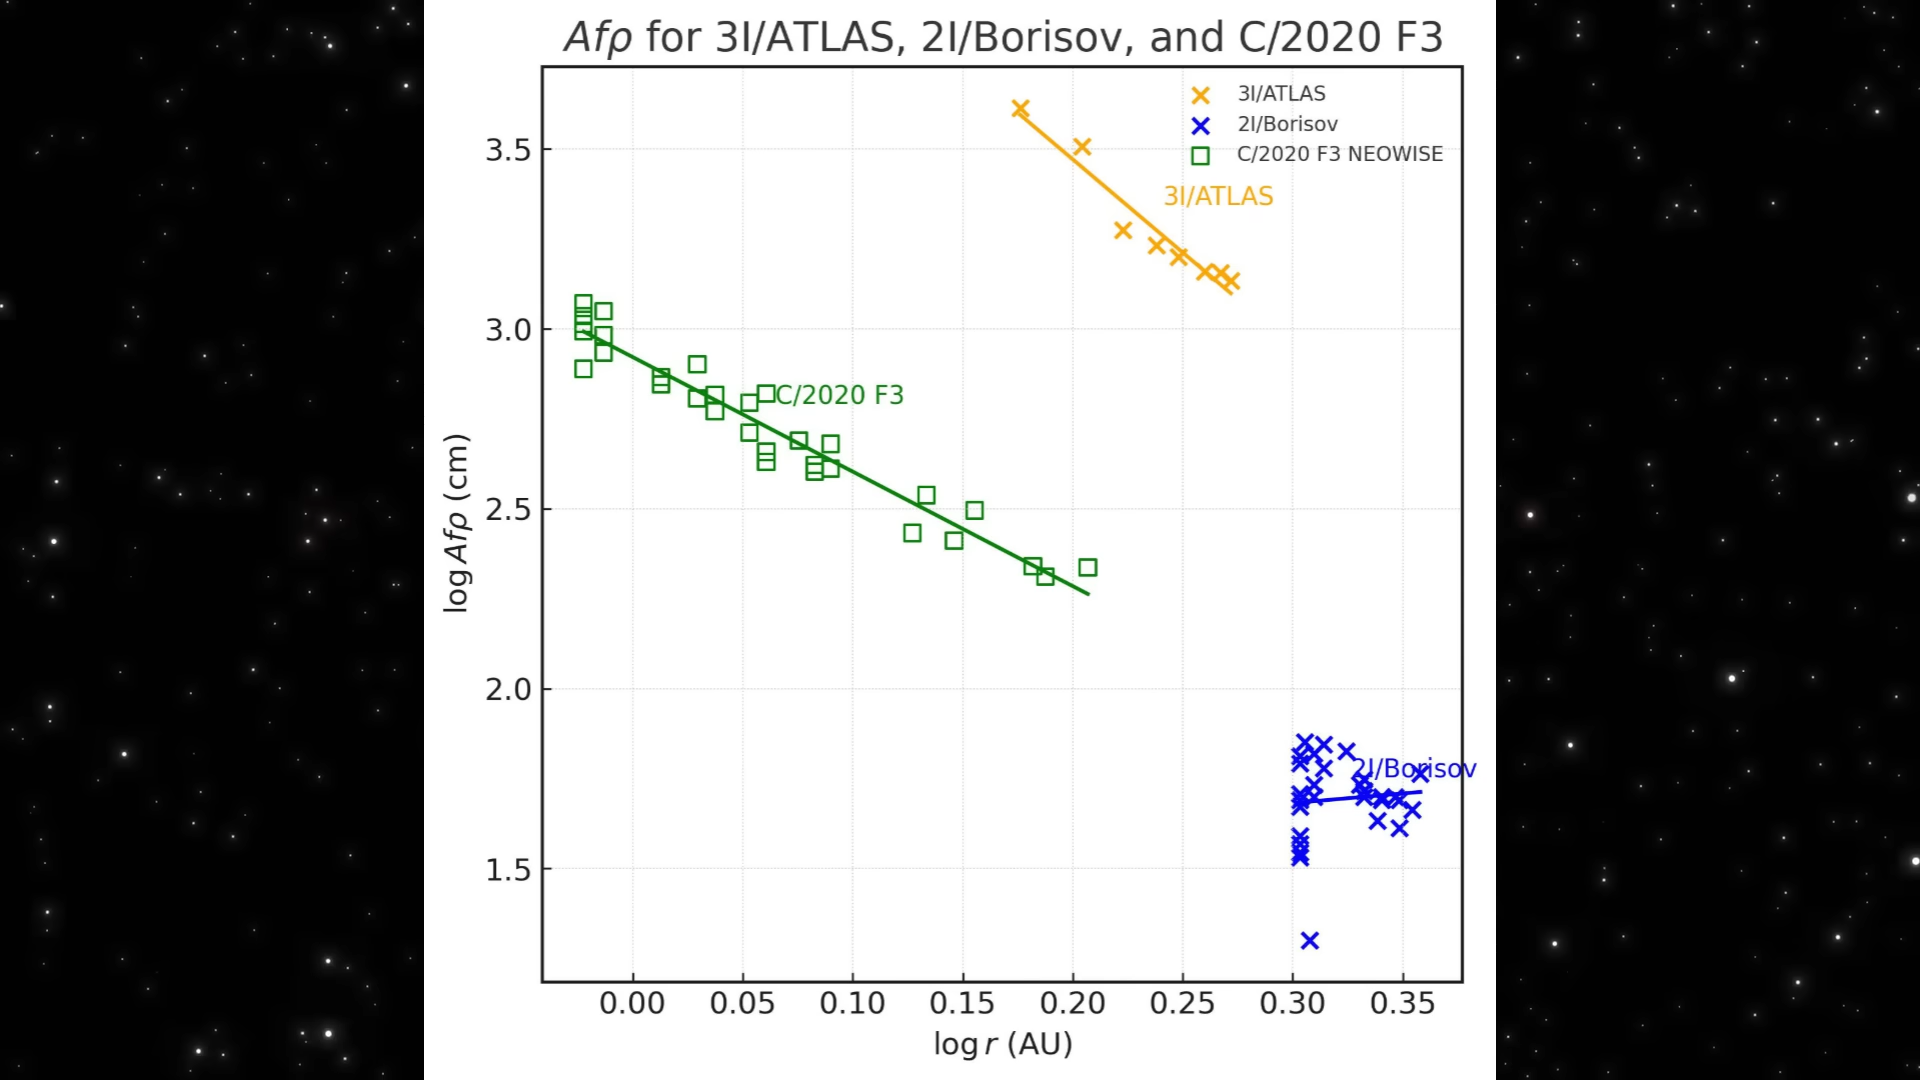 Afρ for 3I/ATLAS, 2I/Borisov, and C/2020 F3
3I/ATLAS
2I/Borisov
C/2020 F3 NEOWISE
3I/ATLAS
C/2020 F3
2I/Borisov
log Afρ (cm)
3.5
3.0
2.5
2.0
1.5
0.00 0.05 0.10 0.15 0.20 0.25 0.30 0.35
log r (AU)